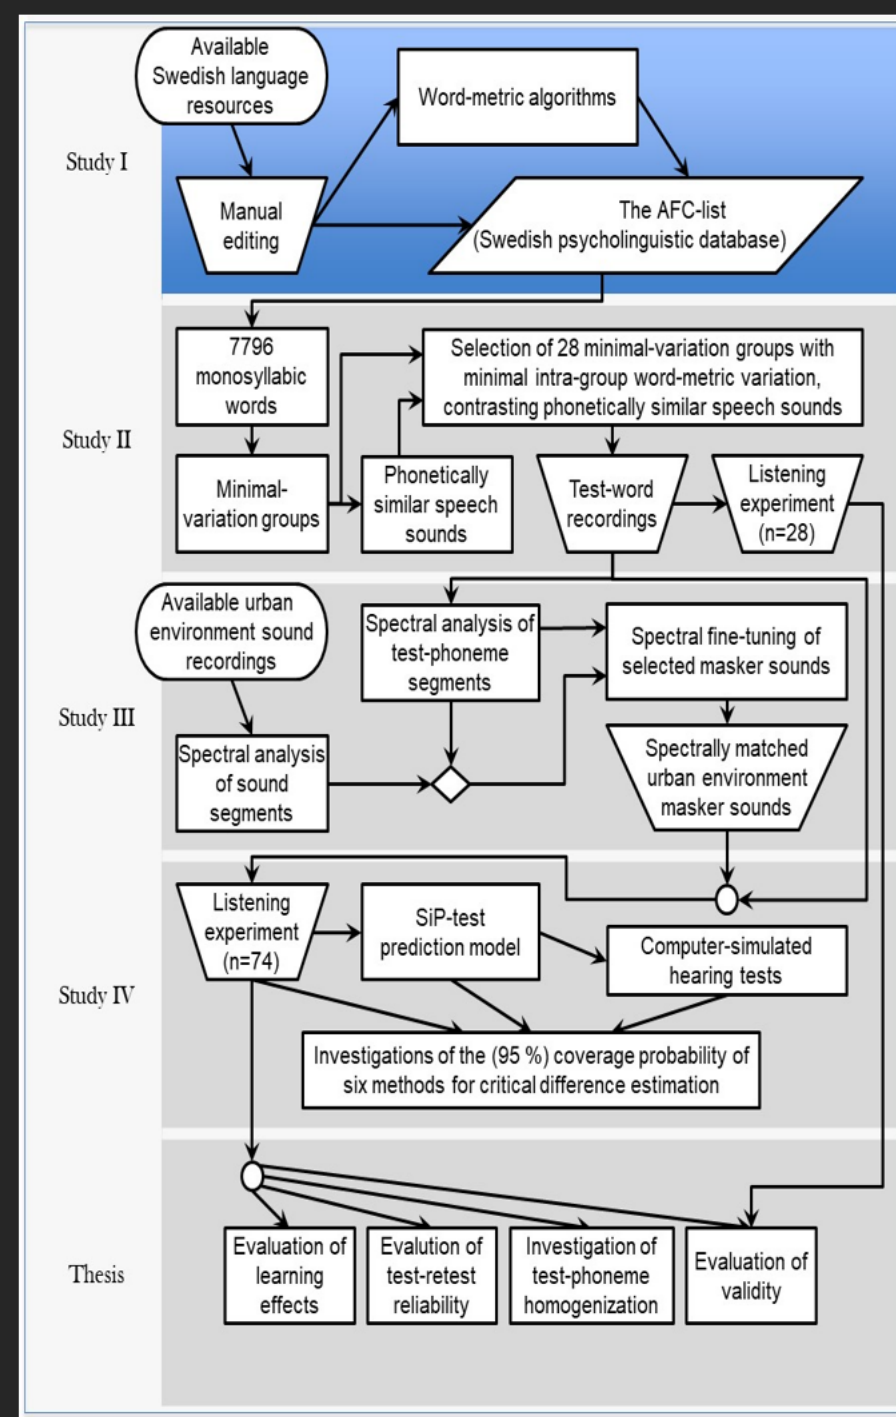 Study I
Available
Swedish language
resources
Word-metric algorithms
Manual
editing
The AFC-list
(Swedish psycholinguistic database)
Study II
7796
monosyllabic
words
Selection of 28 minimal-variation groups with
minimal intra-group word-metric variation,
contrasting phonetically similar speech sounds
Minimal-
variation groups
Phonetically
similar speech
sounds
Test-word
recordings
Listening
experiment
(n=28)
Study III
Available urban
environment sound
recordings
Spectral analysis of
test-phoneme
segments
Spectral fine-tuning of
selected masker sounds
Spectral analysis
of sound
segments
Spectrally matched
urban environment
masker sounds
Study IV
Listening
experiment
(n=74)
SiP-test
prediction model
Computer-simulated
hearing tests
Investigations of the (95 %) coverage probability of
six methods for critical difference estimation
Thesis
Evaluation of
learning
effects
Evalution of
test-retest
reliability
Investigation of
test-phoneme
homogenization
Evaluation of
validity